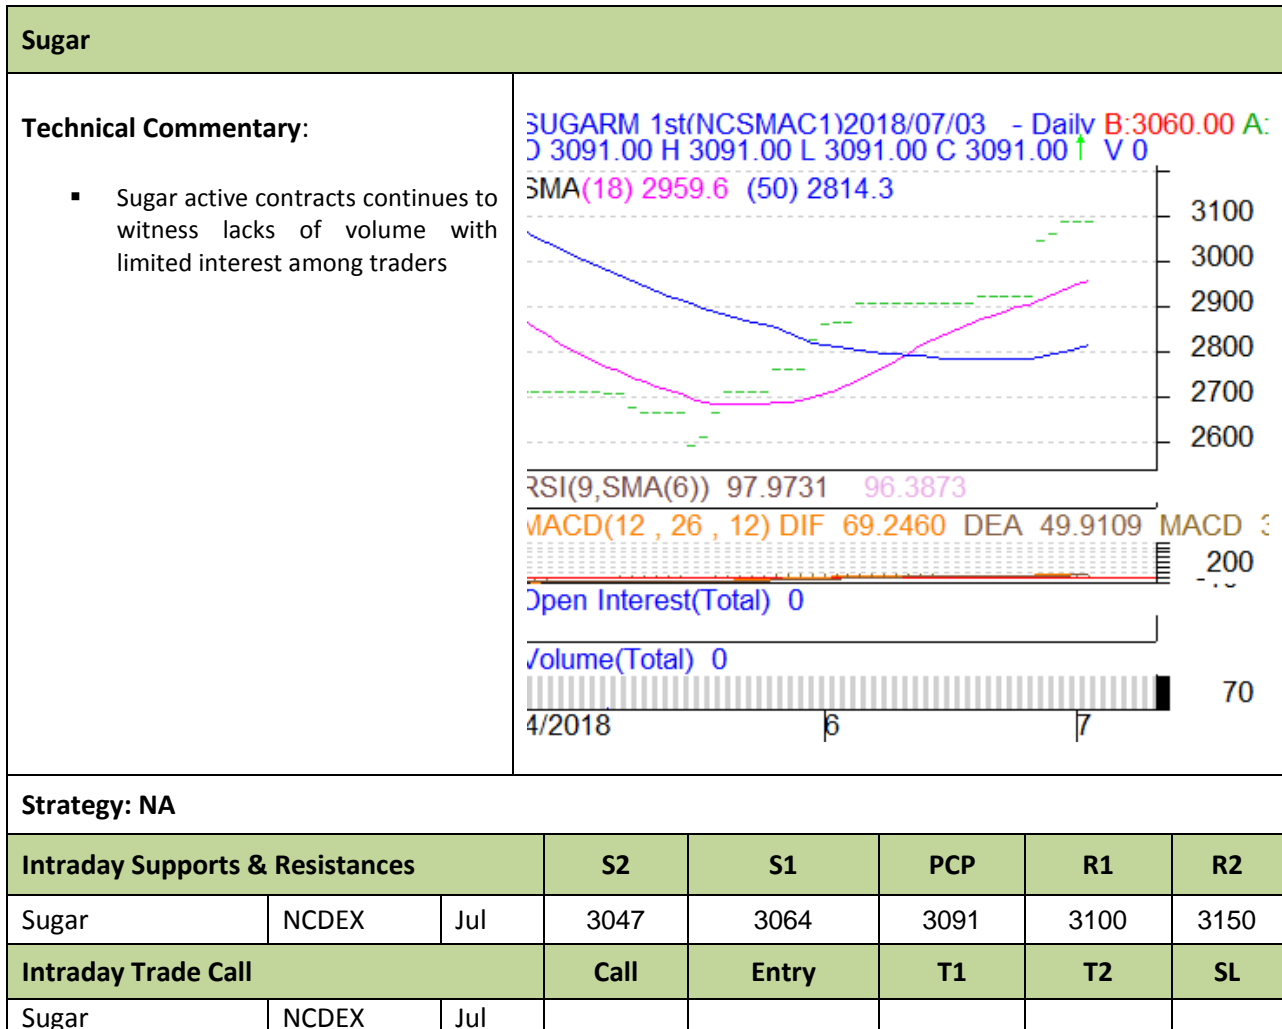 Sugar
Technical Commentary:
▪ Sugar active contracts continues to
witness lacks of volume with
limited interest among traders
SUGARM 1st(NCSMAC1)2018/07/03 - Daily B:3060.00 A:
O 3091.00 H 3091.00 L 3091.00 C 3091.00↑ V 0
SMA(18) 2959.6 (50) 2814.3
3100
3000
2900
2800
2700
2600
RSI(9,SMA(6)) 97.9731 96.3873
MACD(12 , 26 , 12) DIF 69.2460 DEA 49.9109 MACD
200
Open Interest(Total) 0
Volume(Total) 0
70
4/2018 6 7
Strategy: NA
Intraday Supports & Resistances S2 S1 PCP R1 R2
Sugar NCDEX Jul 3047 3064 3091 3100 3150
Intraday Trade Call Call Entry T1 T2 SL
Sugar NCDEX Jul